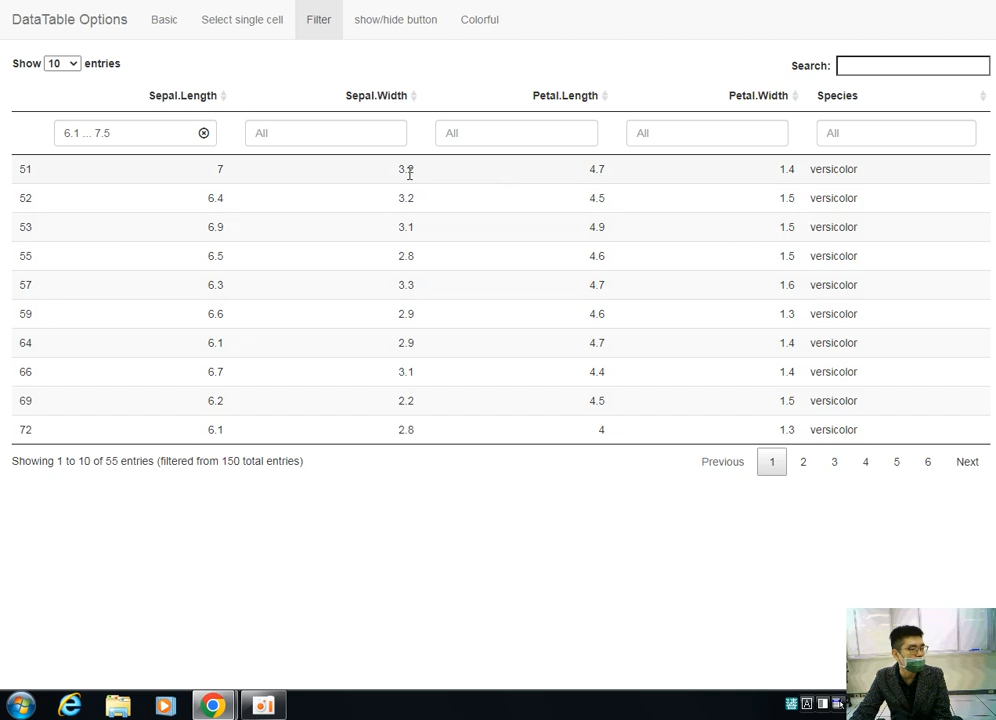 DataTable Options Basic Select single cell Filter show/hide button Colorful
Show 10 entries Search:
Sepal.Length Sepal.Width Petal.Length Petal.Width Species
6.1 ... 7.5 All All All All
51 7 3.2 4.7 1.4 versicolor
52 6.4 3.2 4.5 1.5 versicolor
53 6.9 3.1 4.9 1.5 versicolor
55 6.5 2.8 4.6 1.5 versicolor
57 6.3 3.3 4.7 1.6 versicolor
59 6.6 2.9 4.6 1.3 versicolor
64 6.1 2.9 4.7 1.4 versicolor
66 6.7 3.1 4.4 1.4 versicolor
69 6.2 2.2 4.5 1.5 versicolor
72 6.1 2.8 4 1.3 versicolor
Showing 1 to 10 of 55 entries (filtered from 150 total entries) Previous 1 2 3 4 5 6 Next